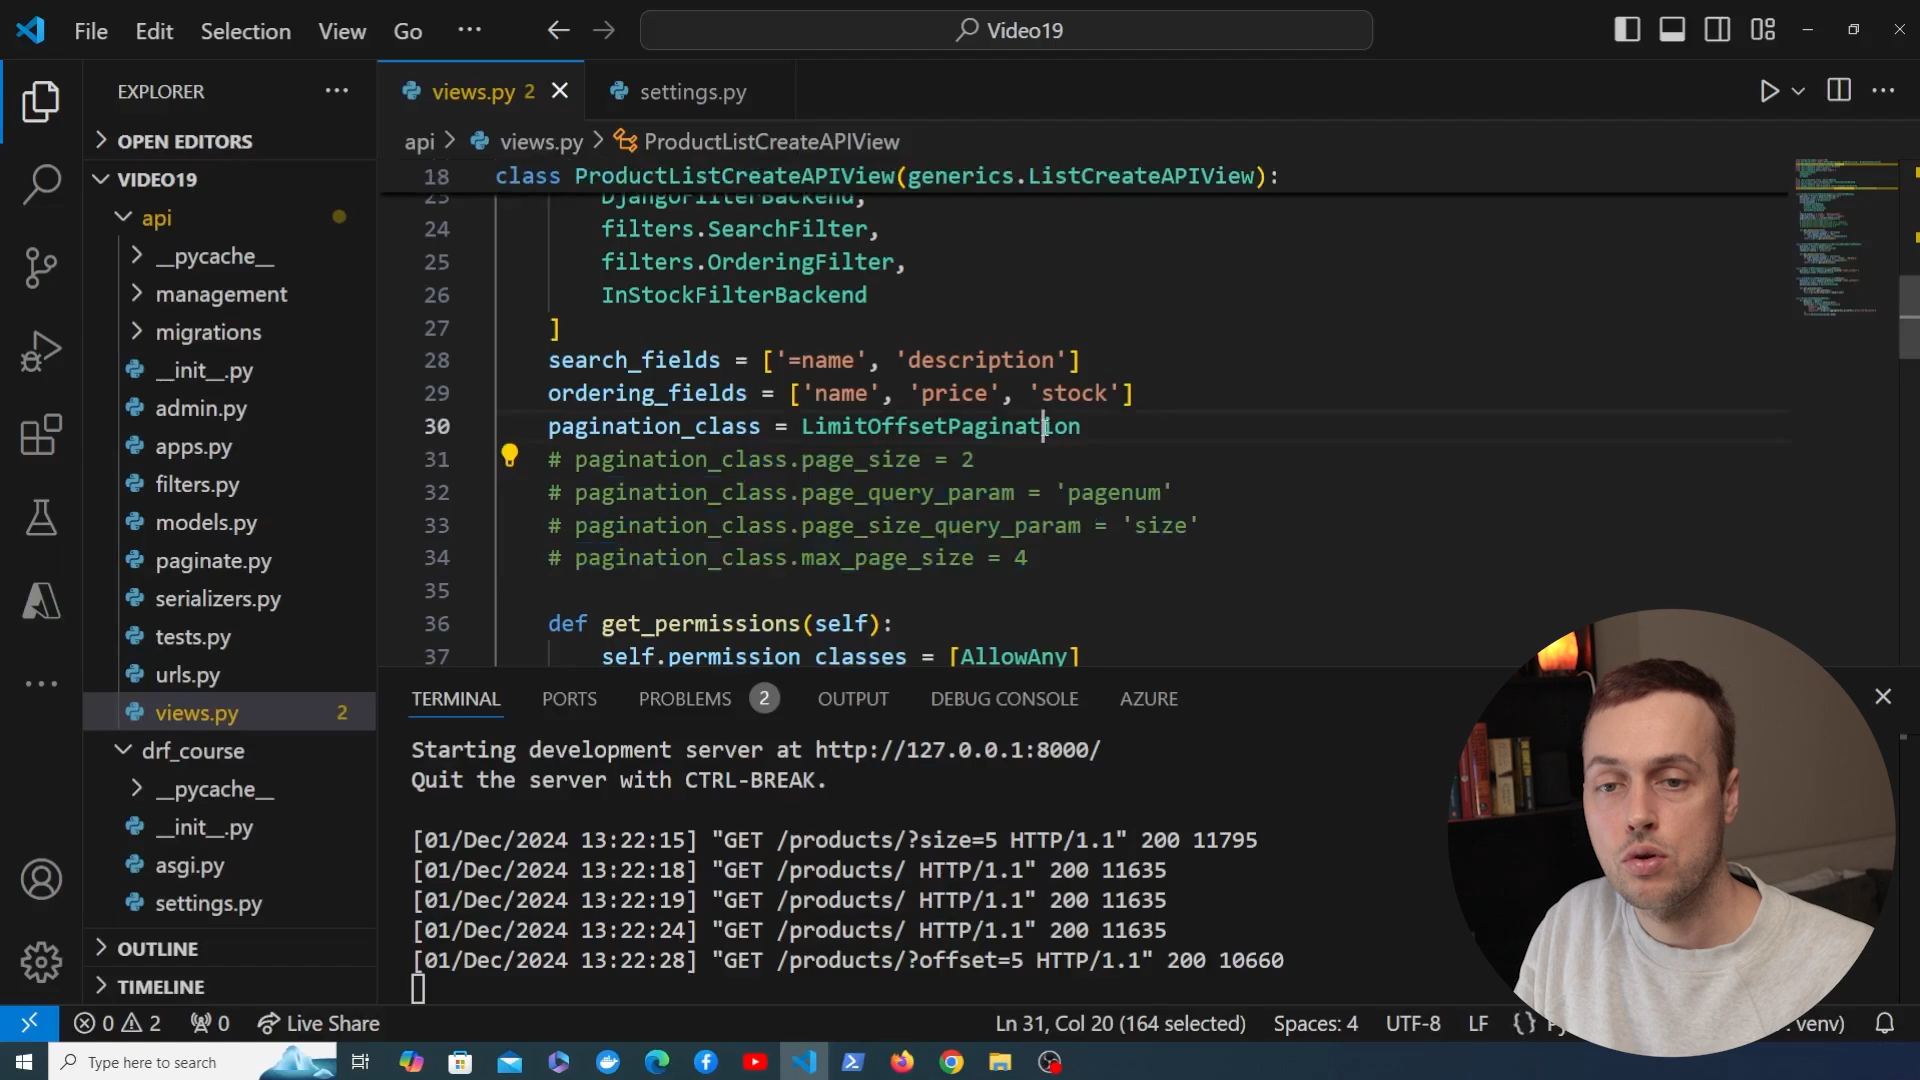 File Edit Selection View Go ··· Video19
EXPLORER
OPEN EDITORS
VIDEO19
api
__pycache__
management
migrations
__init__.py
admin.py
apps.py
filters.py
models.py
paginate.py
serializers.py
tests.py
urls.py
views.py 2
drf_course
__pycache__
__init__.py
asgi.py
settings.py
OUTLINE
TIMELINE
views.py 2 settings.py
api > views.py > ProductListCreateAPIView
18 class ProductListCreateAPIView(generics.ListCreateAPIView):
23 DjangoFilterBackend,
24 filters.SearchFilter,
25 filters.OrderingFilter,
26 InStockFilterBackend
27 ]
28 search_fields = ['=name', 'description']
29 ordering_fields = ['name', 'price', 'stock']
30 pagination_class = LimitOffsetPagination
31 # pagination_class.page_size = 2
32 # pagination_class.page_query_param = 'pagenum'
33 # pagination_class.page_size_query_param = 'size'
34 # pagination_class.max_page_size = 4
35
36 def get_permissions(self):
37 self.permission_classes = [AllowAny]
TERMINAL PORTS PROBLEMS 2 OUTPUT DEBUG CONSOLE AZURE
Starting development server at http://127.0.0.1:8000/
Quit the server with CTRL-BREAK.
[01/Dec/2024 13:22:15] "GET /products/?size=5 HTTP/1.1" 200 11795
[01/Dec/2024 13:22:18] "GET /products/ HTTP/1.1" 200 11635
[01/Dec/2024 13:22:19] "GET /products/ HTTP/1.1" 200 11635
[01/Dec/2024 13:22:24] "GET /products/ HTTP/1.1" 200 11635
[01/Dec/2024 13:22:28] "GET /products/?offset=5 HTTP/1.1" 200 10660
0 2 0 Live Share Ln 31, Col 20 (164 selected) Spaces: 4 UTF-8 LF {} venv)
Type here to search